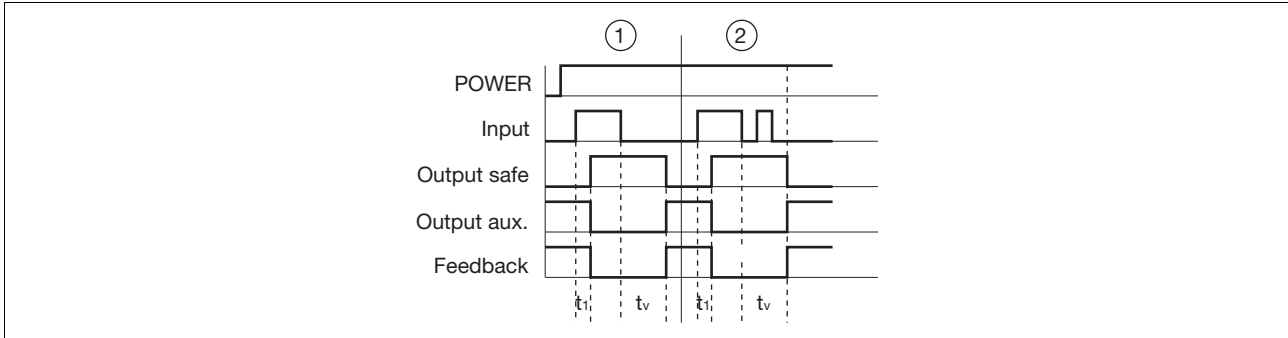 ① ②
POWER
Input
Output safe
Output aux.
Feedback
t1 tv t1 tv